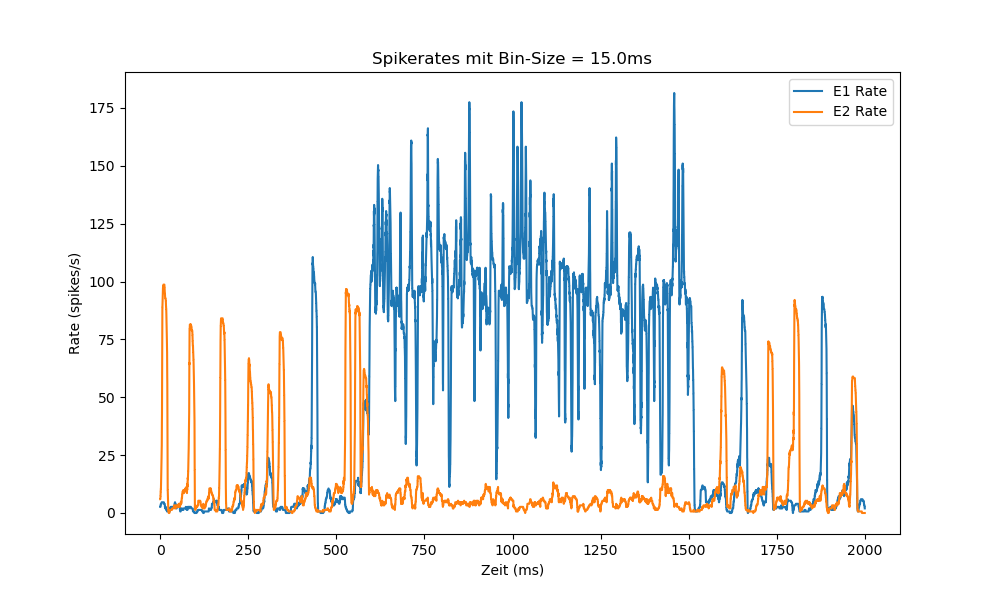 Spikerates mit Bin-Size = 15.0ms
E1 Rate
E2 Rate
175
150
125
100
75
50
25
0
Rate (spikes/s)
0 250 500 750 1000 1250 1500 1750 2000
Zeit (ms)